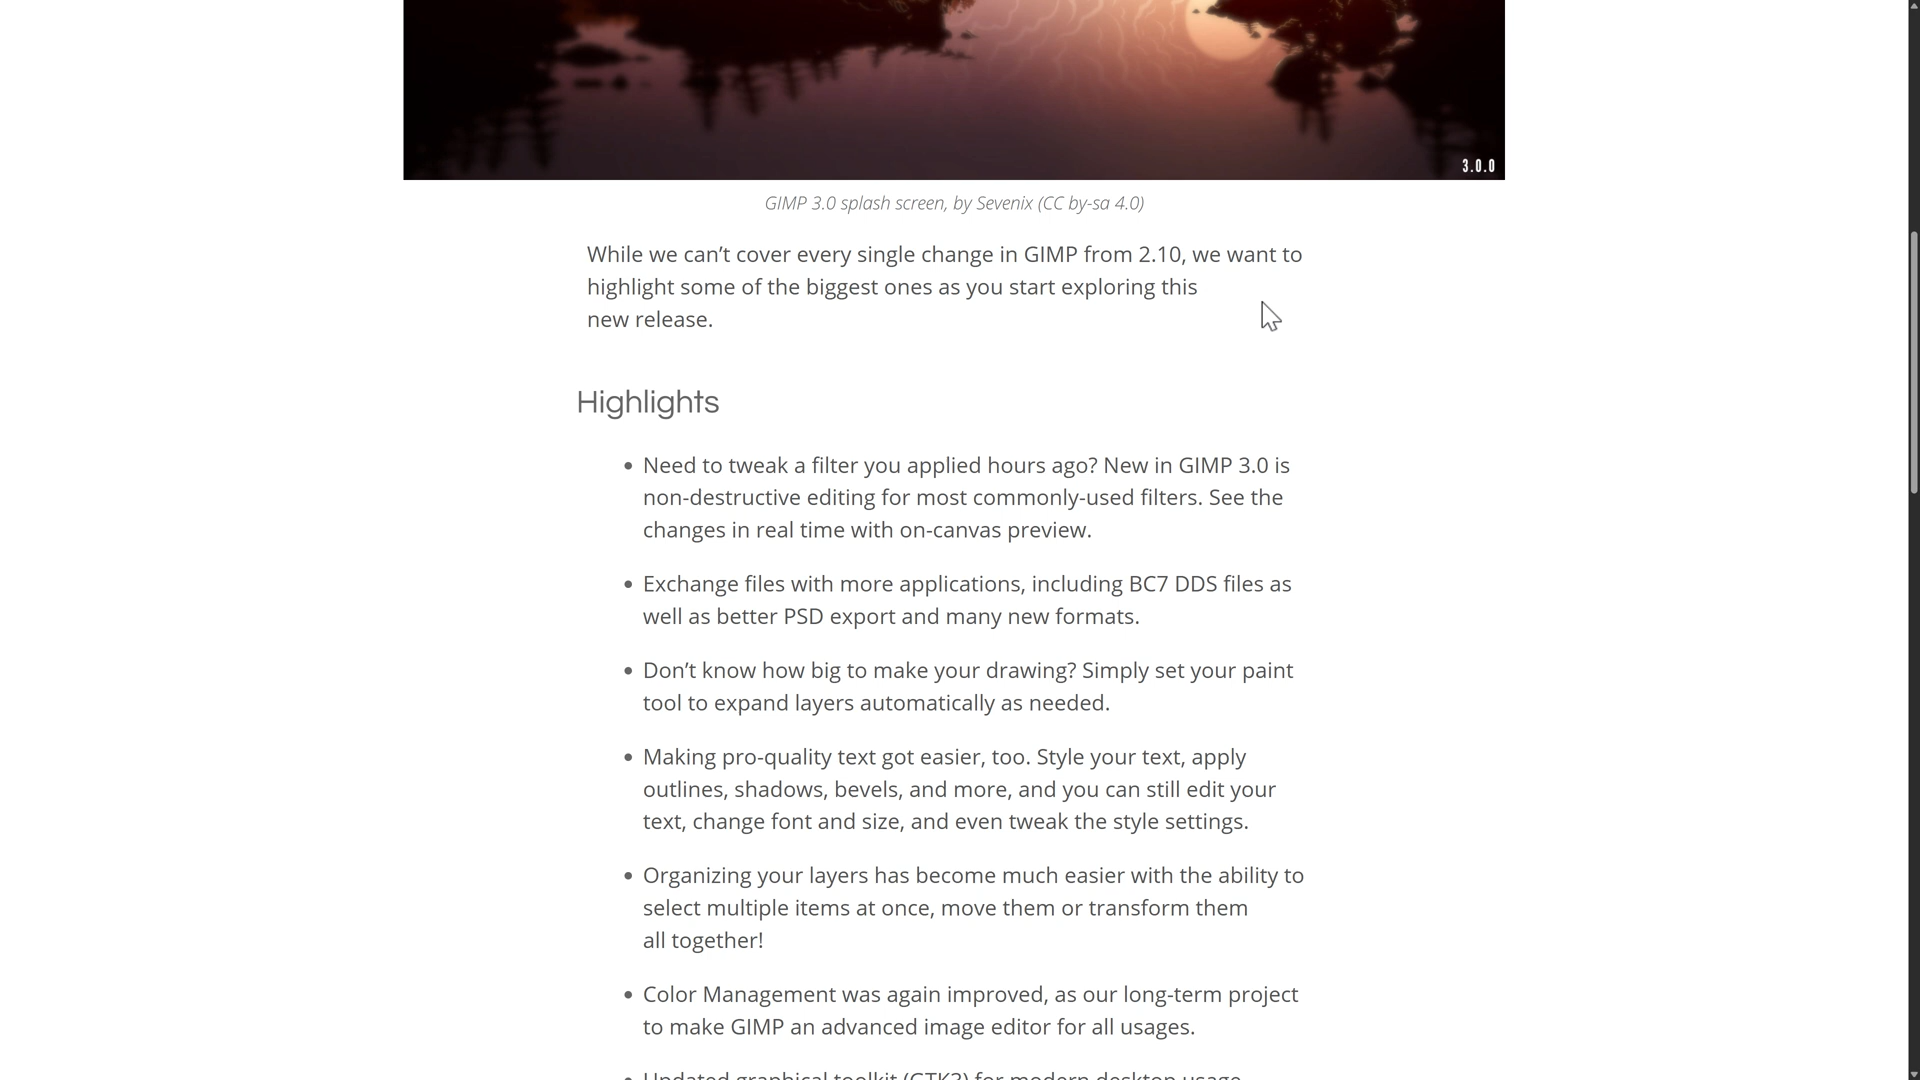 3.0.0
GIMP 3.0 splash screen, by Sevenix (CC by-sa 4.0)
While we can’t cover every single change in GIMP from 2.10, we want to
highlight some of the biggest ones as you start exploring this
new release.
Highlights
• Need to tweak a filter you applied hours ago? New in GIMP 3.0 is
non-destructive editing for most commonly-used filters. See the
changes in real time with on-canvas preview.
• Exchange files with more applications, including BC7 DDS files as
well as better PSD export and many new formats.
• Don’t know how big to make your drawing? Simply set your paint
tool to expand layers automatically as needed.
• Making pro-quality text got easier, too. Style your text, apply
outlines, shadows, bevels, and more, and you can still edit your
text, change font and size, and even tweak the style settings.
• Organizing your layers has become much easier with the ability to
select multiple items at once, move them or transform them
all together!
• Color Management was again improved, as our long-term project
to make GIMP an advanced image editor for all usages.
• Updated graphical toolkit (GTK3) for modern desktop usage.